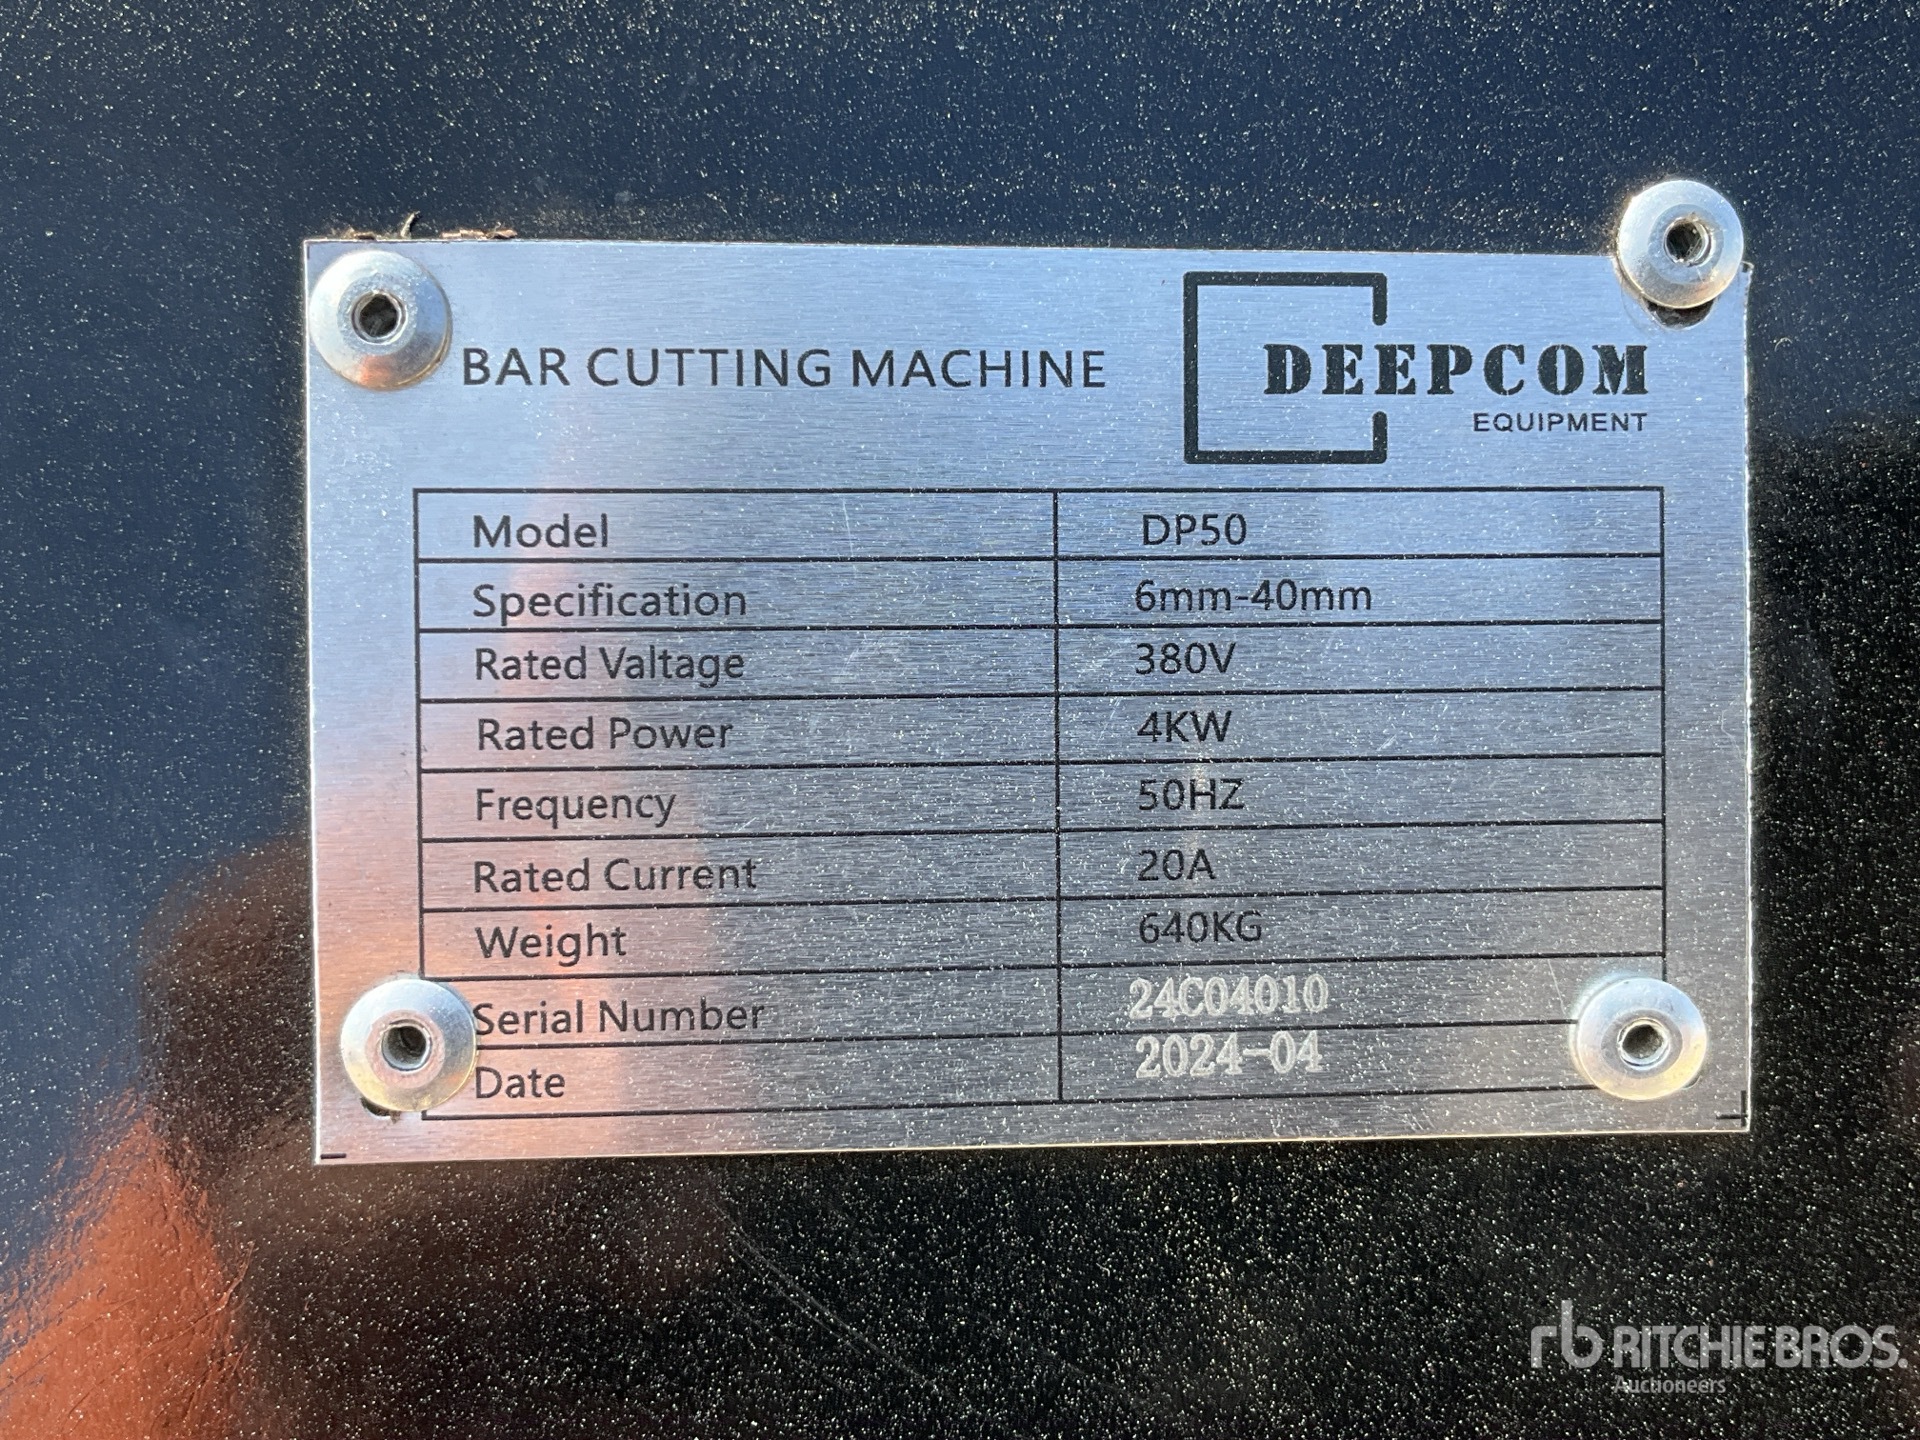 BAR CUTTING MACHINE
DEEPCOM
EQUIPMENT
Model DP50
Specification 6mm-40mm
Rated Valtage 380V
Rated Power 4KW
Frequency 50HZ
Rated Current 20A
Weight 640KG
Serial Number 24C04010
Date 2024-04
rb RITCHIE BROS.
Auctioneers